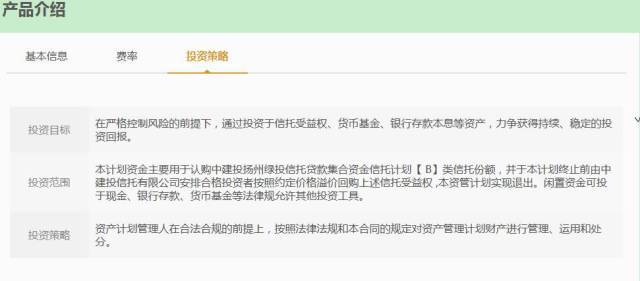 产品介绍
基本信息 费率 投资策略
投资目标
在严格控制风险的前提下，通过投资于信托受益权、货币基金、银行存款本息等资产，力争获得持续、稳定的投
资回报。
投资范围
本计划资金主要用于认购中建投扬州绿投信托贷款集合资金信托计划【 B】类信托份额，并于本计划终止前由中
建投信托有限公司安排合格投资者按照约定价格溢价回购上述信托受益权 ,本资管计划实现退出。闲置资金可投
于现金、银行存款、货币基金等法律规允许其他投资工具。
投资策略
资产计划管理人在合法合规的前提上，按照法律法规和本合同的规定对资产管理计划财产进行管理、运用和处
分。